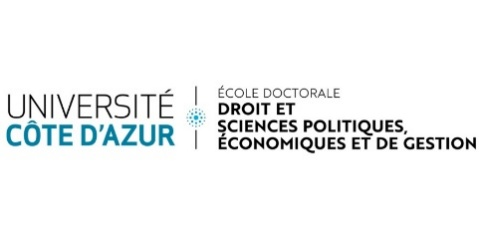 UNIVERSITÉ
CÔTE D'AZUR
ÉCOLE DOCTORALE
DROIT ET
SCIENCES POLITIQUES,
ÉCONOMIQUES ET DE GESTION